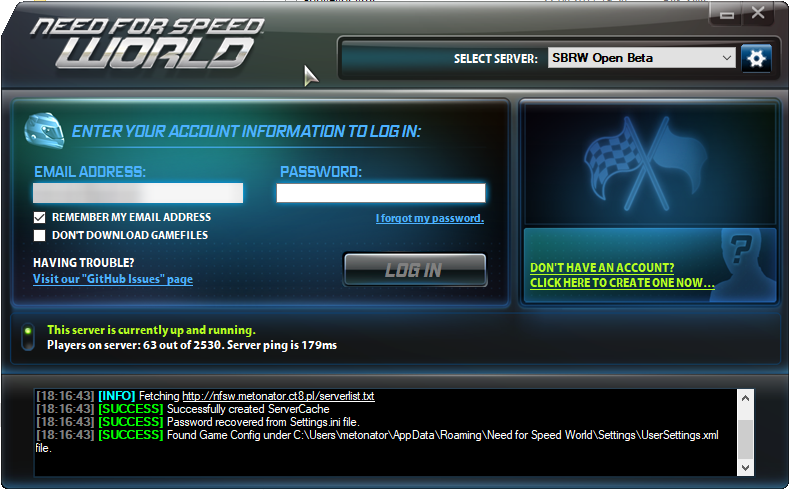 NEED FOR SPEED
WORLD
SELECT SERVER: SBRW Open Beta
ENTER YOUR ACCOUNT INFORMATION TO LOG IN:
EMAIL ADDRESS: PASSWORD:
REMEMBER MY EMAIL ADDRESS
I forgot my password.
DON'T DOWNLOAD GAMEFILES
HAVING TROUBLE?
Visit our "GitHub Issues" page
LOG IN
DON'T HAVE AN ACCOUNT?
CLICK HERE TO CREATE ONE NOW...
This server is currently up and running.
Players on server: 63 out of 2530. Server ping is 179ms
[18:16:43] [INFO] Fetching http://nfsw.metonator.ct8.pl/serverlist.txt
[18:16:43] [SUCCESS] Successfully created ServerCache
[18:16:43] [SUCCESS] Password recovered from Settings.ini file.
[18:16:43] [SUCCESS] Found Game Config under C:\Users\metonator\AppData\Roaming\Need for Speed World\Settings\UserSettings.xml
file.